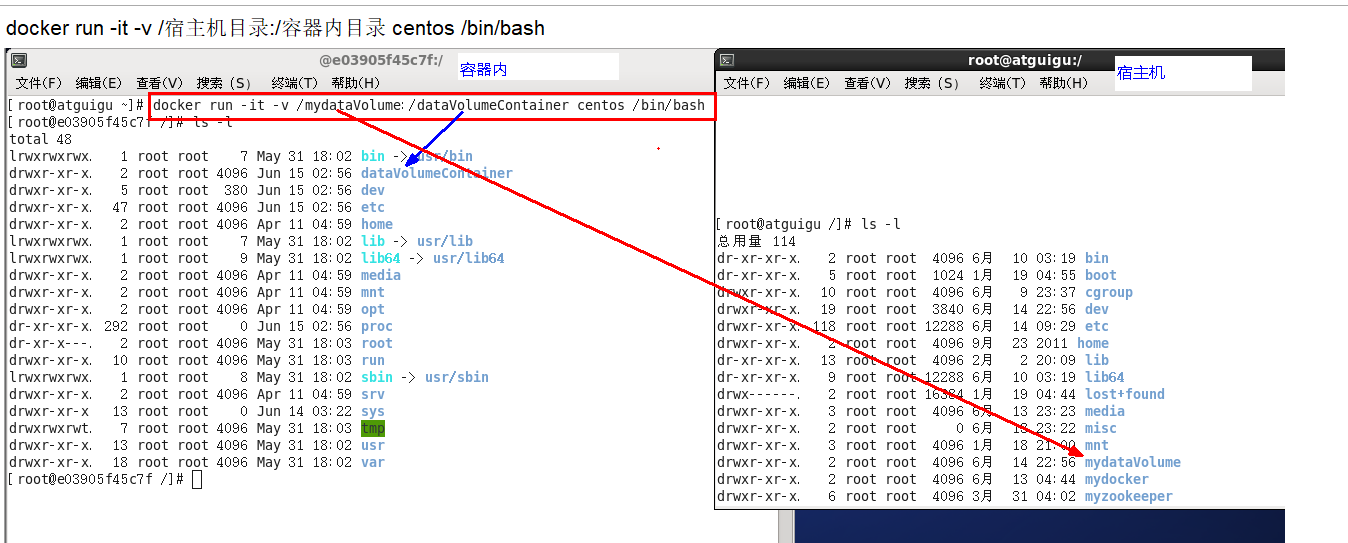 docker run -it -v /宿主机目录:/容器内目录 centos /bin/bash
@e03905f45c7f:/
容器内
文件(F) 编辑(E) 查看(V) 搜索 (S) 终端(T) 帮助(H)
[root@atguigu ~]# docker run -it -v /mydataVolume:/dataVolumeContainer centos /bin/bash
[root@e03905f45c7f /]# ls -l
total 48
lrwxrwxrwx. 1 root root 7 May 31 18:02 bin -> usr/bin
drwxr-xr-x. 2 root root 4096 Jun 15 02:56 dataVolumeContainer
drwxr-xr-x. 5 root root 380 Jun 15 02:56 dev
drwxr-xr-x. 47 root root 4096 Jun 15 02:56 etc
drwxr-xr-x. 2 root root 4096 Apr 11 04:59 home
lrwxrwxrwx. 1 root root 7 May 31 18:02 lib -> usr/lib
lrwxrwxrwx. 1 root root 9 May 31 18:02 lib64 -> usr/lib64
drwxr-xr-x. 2 root root 4096 Apr 11 04:59 media
drwxr-xr-x. 2 root root 4096 Apr 11 04:59 mnt
drwxr-xr-x. 2 root root 4096 Apr 11 04:59 opt
dr-xr-xr-x. 292 root root 0 Jun 15 02:56 proc
dr-xr-x---. 2 root root 4096 May 31 18:03 root
drwxr-xr-x. 10 root root 4096 May 31 18:03 run
lrwxrwxrwx. 1 root root 8 May 31 18:02 sbin -> usr/sbin
drwxr-xr-x. 2 root root 4096 Apr 11 04:59 srv
drwxr-xr-x 13 root root 0 Jun 14 03:22 sys
drwxrwxrwt. 7 root root 4096 May 31 18:03 tmp
drwxr-xr-x. 13 root root 4096 May 31 18:02 usr
drwxr-xr-x. 18 root root 4096 May 31 18:02 var
[root@e03905f45c7f /]#
root@atguigu:/
宿主机
文件(F) 编辑(E) 查看(V) 搜索 (S) 终端(T) 帮助(H)
[root@atguigu /]# ls -l
总用量 114
dr-xr-xr-x. 2 root root 4096 6月 10 03:19 bin
dr-xr-xr-x. 5 root root 1024 1月 19 04:55 boot
drwxr-xr-x. 10 root root 4096 6月 9 23:37 cgroup
drwxr-xr-x. 19 root root 3840 6月 14 22:56 dev
drwxr-xr-x. 118 root root 12288 6月 14 09:29 etc
drwxr-xr-x. 2 root root 4096 9月 23 2011 home
dr-xr-xr-x. 13 root root 4096 2月 2 20:09 lib
dr-xr-xr-x. 9 root root 12288 6月 10 03:19 lib64
drwx------. 2 root root 16384 1月 19 04:44 lost+found
drwxr-xr-x. 3 root root 4096 6月 13 23:23 media
drwxr-xr-x. 2 root root 0 6月 13 23:22 misc
drwxr-xr-x. 3 root root 4096 1月 18 21:00 mnt
drwxr-xr-x. 2 root root 4096 6月 14 22:56 mydataVolume
drwxr-xr-x. 2 root root 4096 6月 13 04:44 mydocker
drwxr-xr-x. 6 root root 4096 3月 31 04:02 myzookeeper